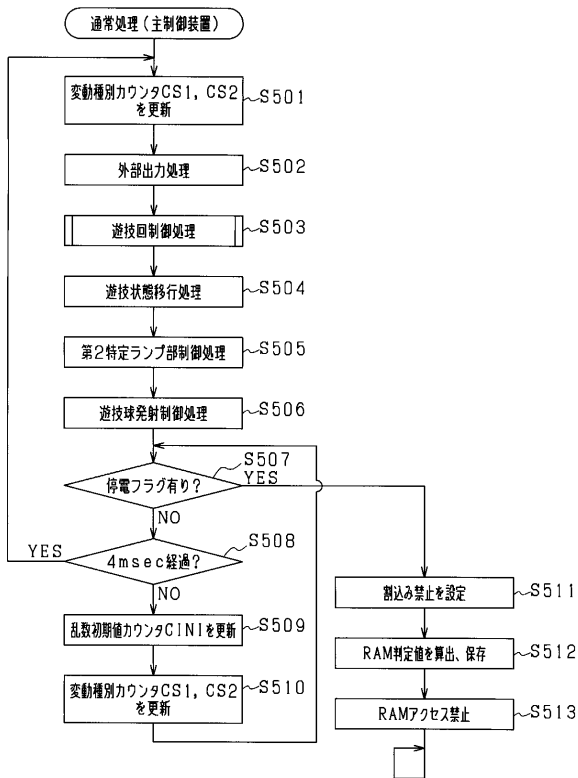 通常処理（主制御装置）
変動種別カウンタCS1，CS2
を更新
S501
外部出力処理
S502
遊技回制御処理
S503
遊技状態移行処理
S504
第2特定ランプ部制御処理
S505
遊技球発射制御処理
S506
S507
停電フラグ有り？
YES
NO
S508
YES
4msec経過？
NO
乱数初期値カウンタCINIを更新
S509
変動種別カウンタCS1，CS2
を更新
S510
割込み禁止を設定
S511
RAM判定値を算出、保存
S512
RAMアクセス禁止
S513